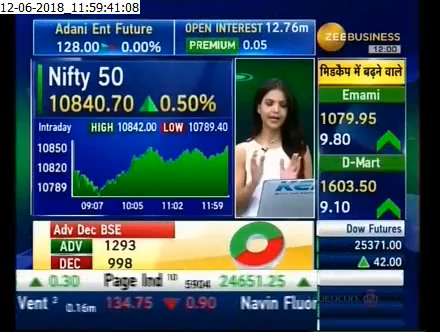 12-06-2018_11:59:41:08
Adani Ent Future
128.00 0.00%
OPEN INTEREST 12.76m
PREMIUM 0.05
ZEEBUSINESS
12:00
Nifty 50
10840.70 0.50%
Intraday HIGH 10842.00 LOW 10789.40
10850
10820
10789
09:07 10:05 11:02 11:59
मिडकैप में बढ़ने वाले
Emami
1079.95
9.80
D-Mart
1603.50
9.10
Adv Dec BSE
ADV 1293
DEC 998
Dow Futures
25371.00
42.00
0.30 Page Ind 24651.25
Vent 0.16m 134.75 0.90 Navin Fluor